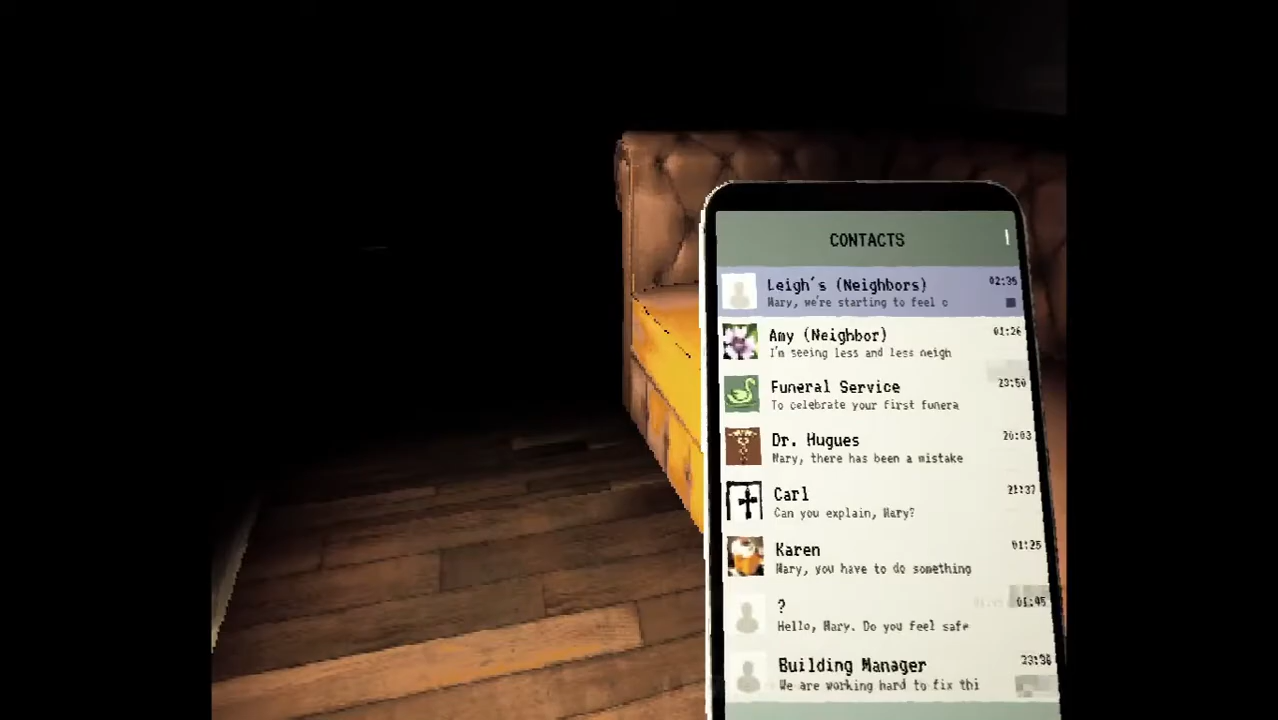 CONTACTS
Leigh's (Neighbors) 02:35
Mary, we're starting to feel c
Amy (Neighbor) 01:26
I'm seeing less and less neigh
Funeral Service 23:50
To celebrate your first funera
Dr. Hugues 20:03
Mary, there has been a mistake
Carl 21:37
Can you explain, Mary?
Karen 01:25
Mary, you have to do something
? 01:45
Hello, Mary. Do you feel safe
Building Manager 23:36
We are working hard to fix thi